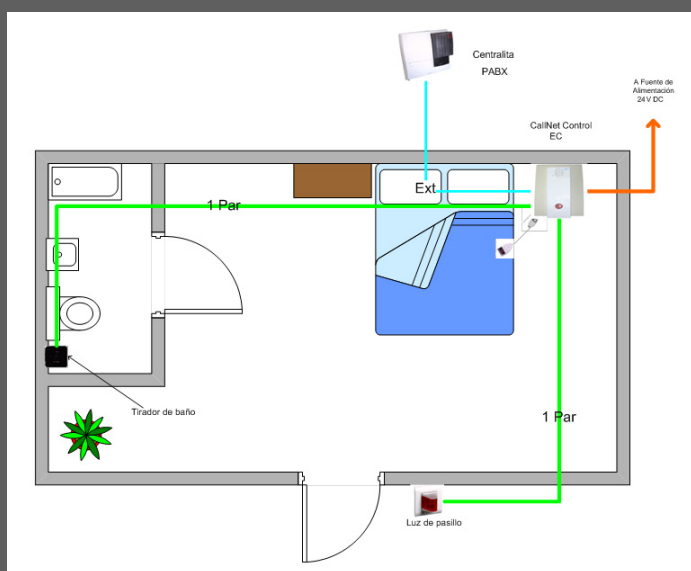 Centralita
PABX
A Fuente de
Alimentación
24 V DC
CallNet Control
EC
Ext
1 Par
Tirador de baño
1 Par
Luz de pasillo